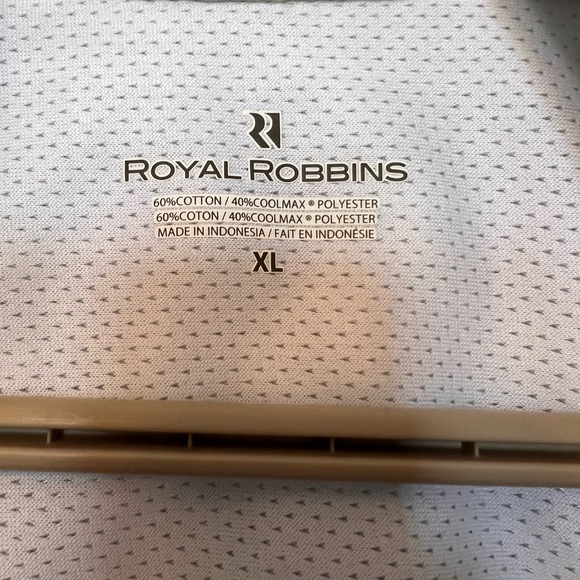 ROYAL ROBBINS
60%COTTON / 40%COOLMAX ® POLYESTER
60%COTON / 40%COOLMAX ® POLYESTER
MADE IN INDONESIA / FAIT EN INDONÉSIE
XL